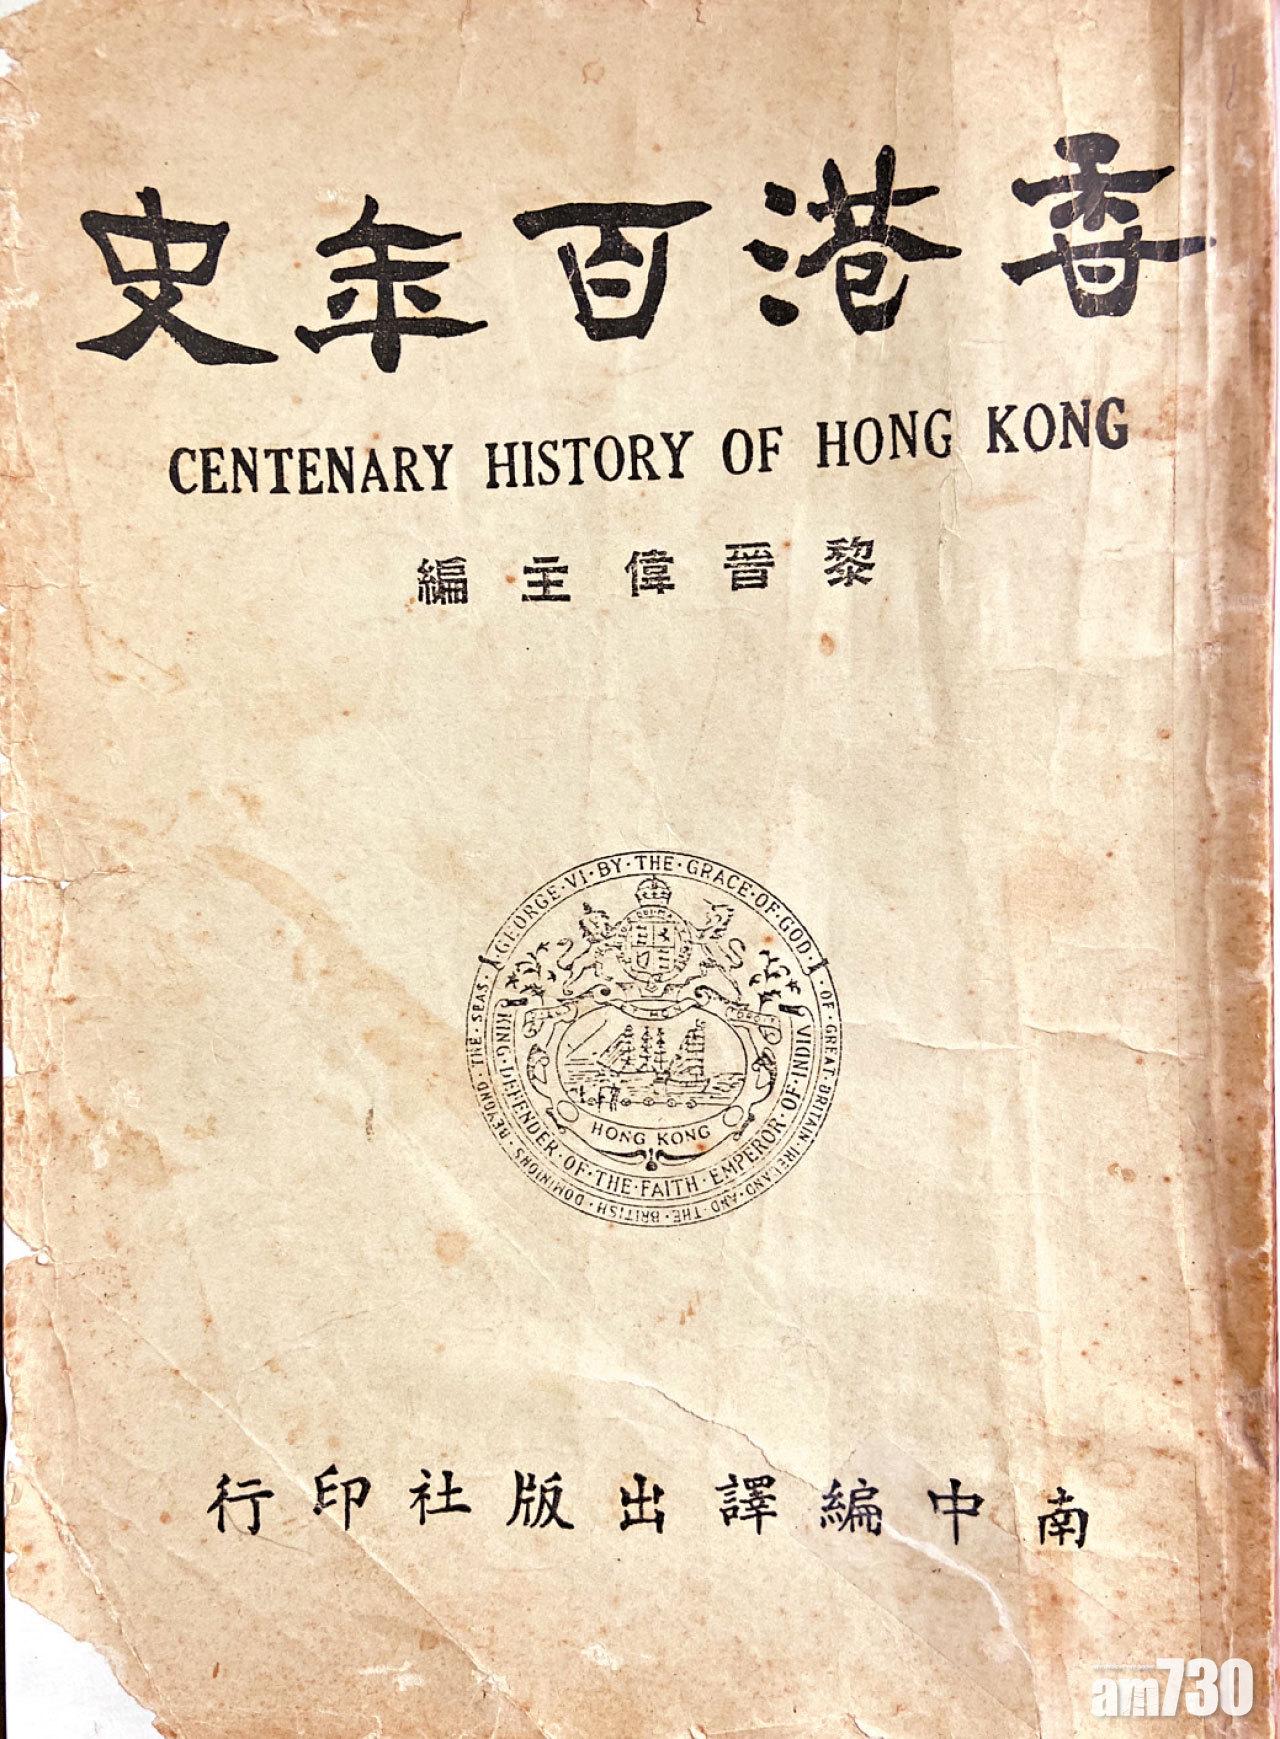 香港百年史
CENTENARY HISTORY OF HONG KONG
黎晉偉主編
·GEORGE·VI·BY·THE·GRACE·OF·GOD·
·OF·GREAT·BRITAIN·IRELAND·AND·THE·BRITISH·DOMINIONS·BEYOND·THE·SEAS·
KING·DEFENDER·OF·THE·FAITH·EMPEROR·OF·VIDNI·
HONG KONG
南中編譯出版社印行
am730